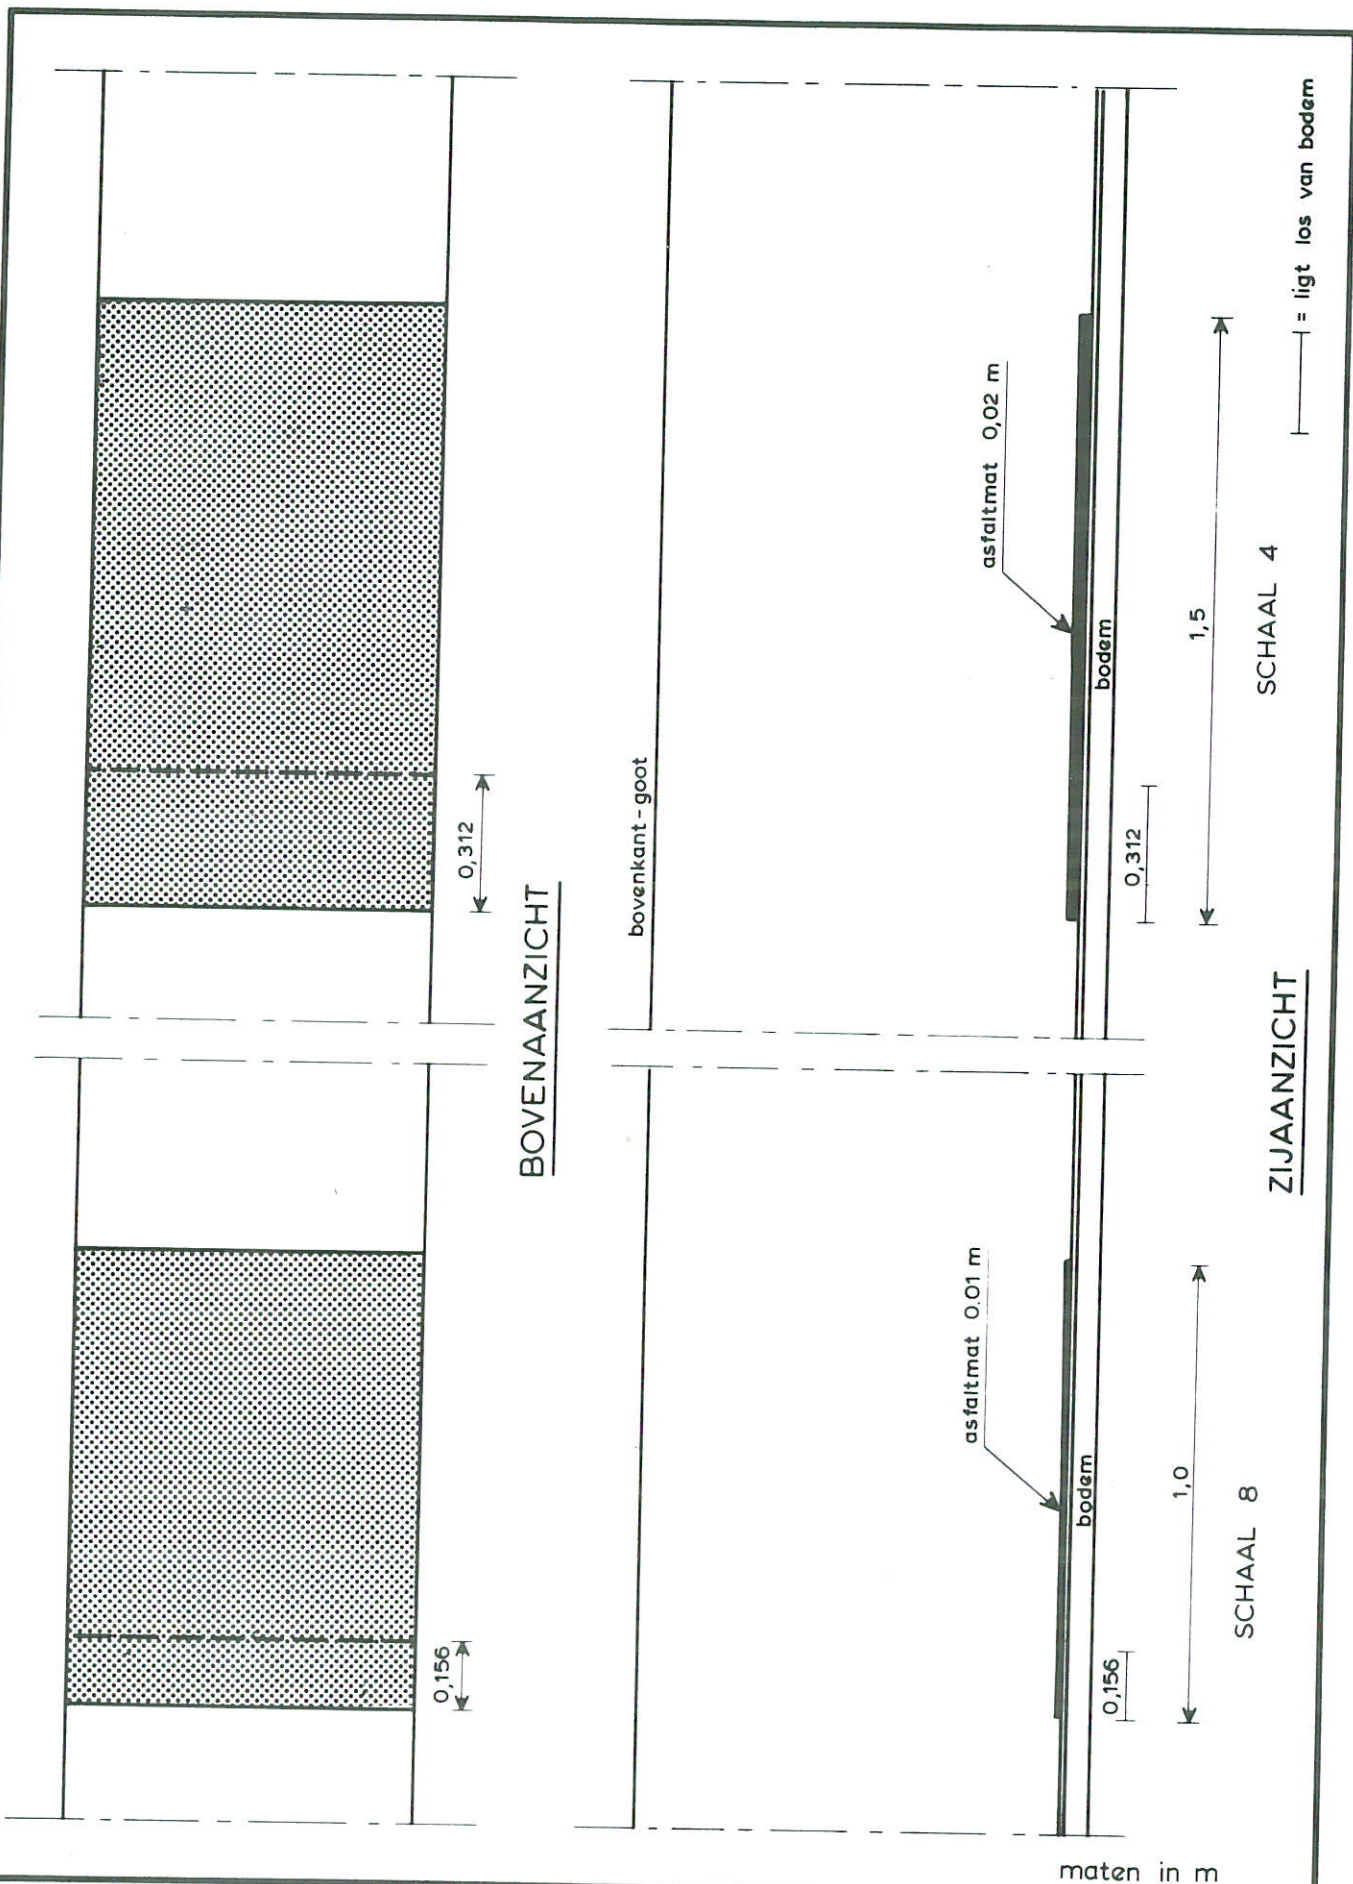 0,156
0,312
BOVENAANZICHT
bovenkant-goot
asfaltmat 0.01 m
asfaltmat 0,02 m
bodem
bodem
0,156
0,312
1,0
1,5
SCHAAL 8
SCHAAL 4
ZIJAANZICHT
= ligt los van bodem
maten in m